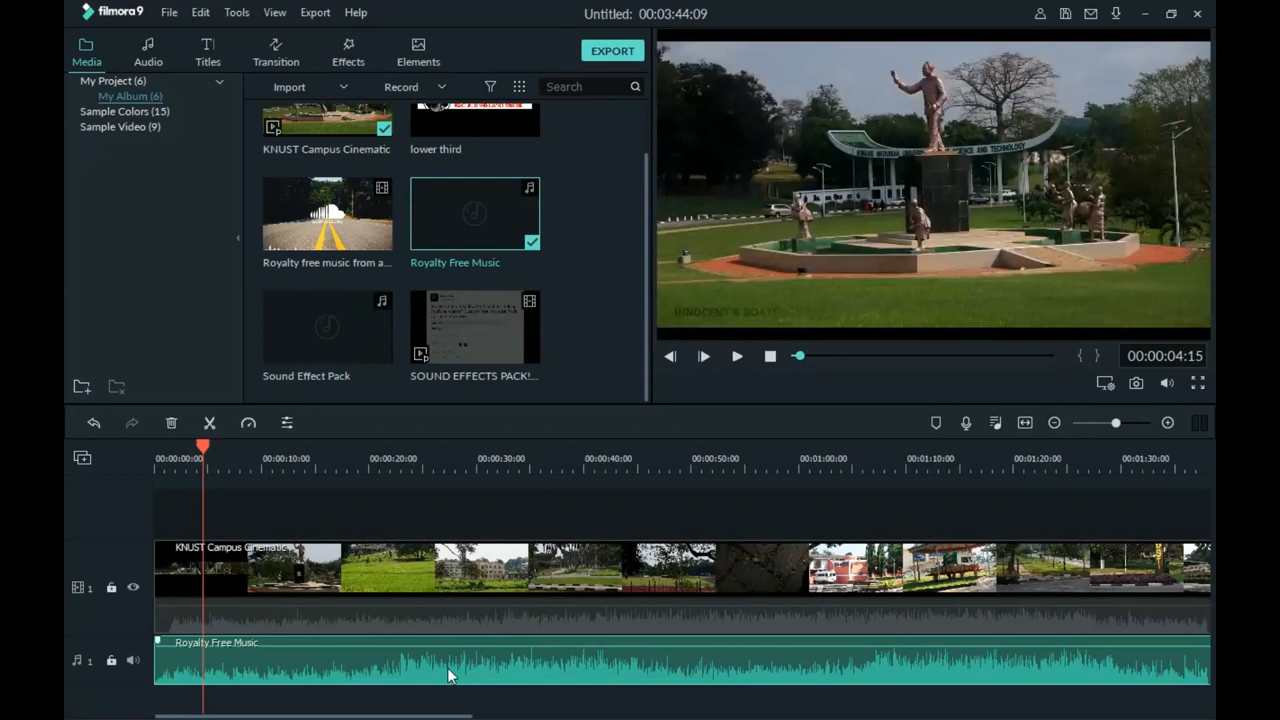 filmora9 File Edit Tools View Export Help Untitled: 00:03:44:09
Media Audio Titles Transition Effects Elements EXPORT
My Project (6)
My Album (6)
Sample Colors (15)
Sample Video (9)
Import Record Search
KNUST Campus Cinematic lower third
Royalty free music from a... Royalty Free Music
Sound Effect Pack SOUND EFFECTS PACK!...
SCIENCE AND TECHNOLOGY
00:00:04:15
00:00:00:00 00:00:10:00 00:00:20:00 00:00:30:00 00:00:40:00 00:00:50:00 00:01:00:00 00:01:10:00 00:01:20:00 00:01:30:00
KNUST Campus Cinematic
1
Royalty Free Music
1